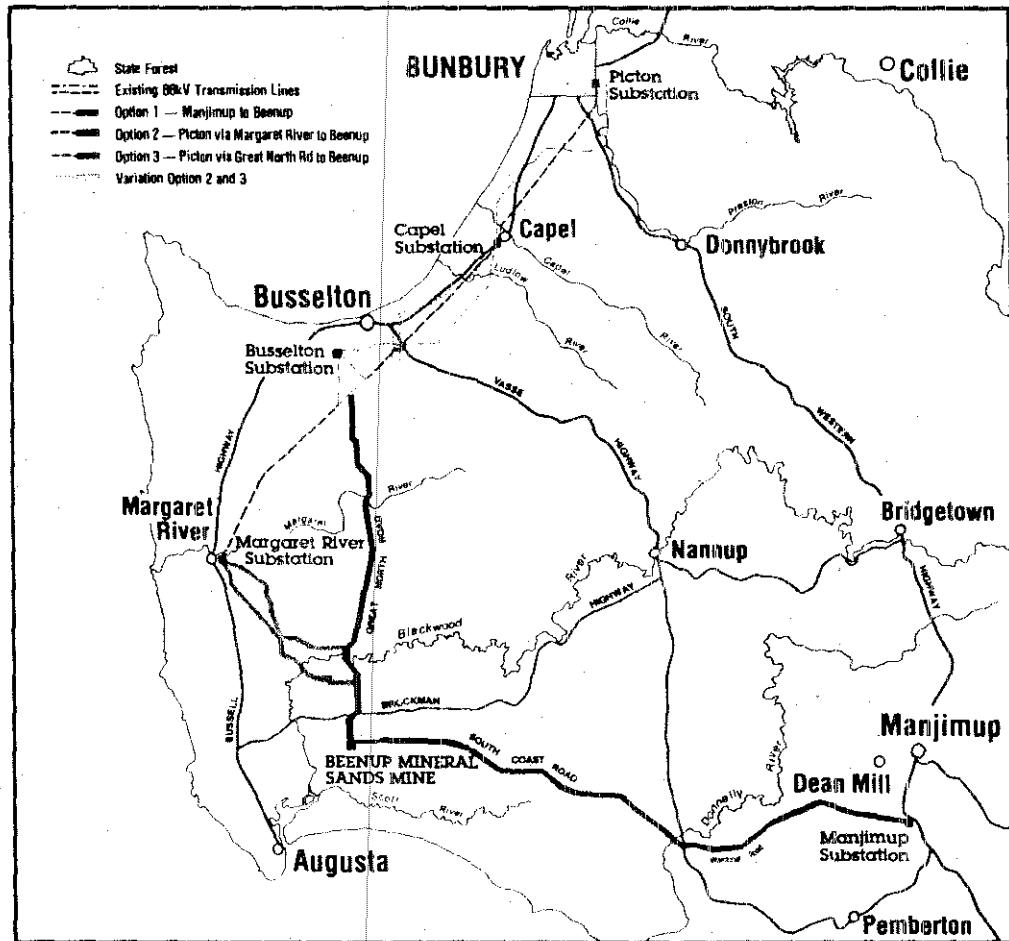 State Forest
Existing 66kV Transmission Lines
Option 1 — Manjimup to Beenup
Option 2 — Picton via Margaret River to Beenup
Option 3 — Picton via Great North Rd to Beenup
Variation Option 2 and 3
BUNBURY
Collie
River
Collie
Picton
Substation
Preston
River
Capel
Substation
Capel
Donnybrook
Ludlow
Capel
River
River
SOUTH
WESTERN
HIGHWAY
Busselton
Busselton
Substation
VASSE
HIGHWAY
HIGHWAY
Margaret
River
Margaret
River
Margaret River
Substation
GREAT
NORTH
ROAD
Nannup
Bridgetown
River
HIGHWAY
Blackwood
BUSSELL
BROCKMAN
BEENUP MINERAL
SANDS MINE
SOUTH
COAST
ROAD
Scott
River
Augusta
Donnelly
River
Manjimup
Dean Mill
Manjimup
Substation
Pemberton